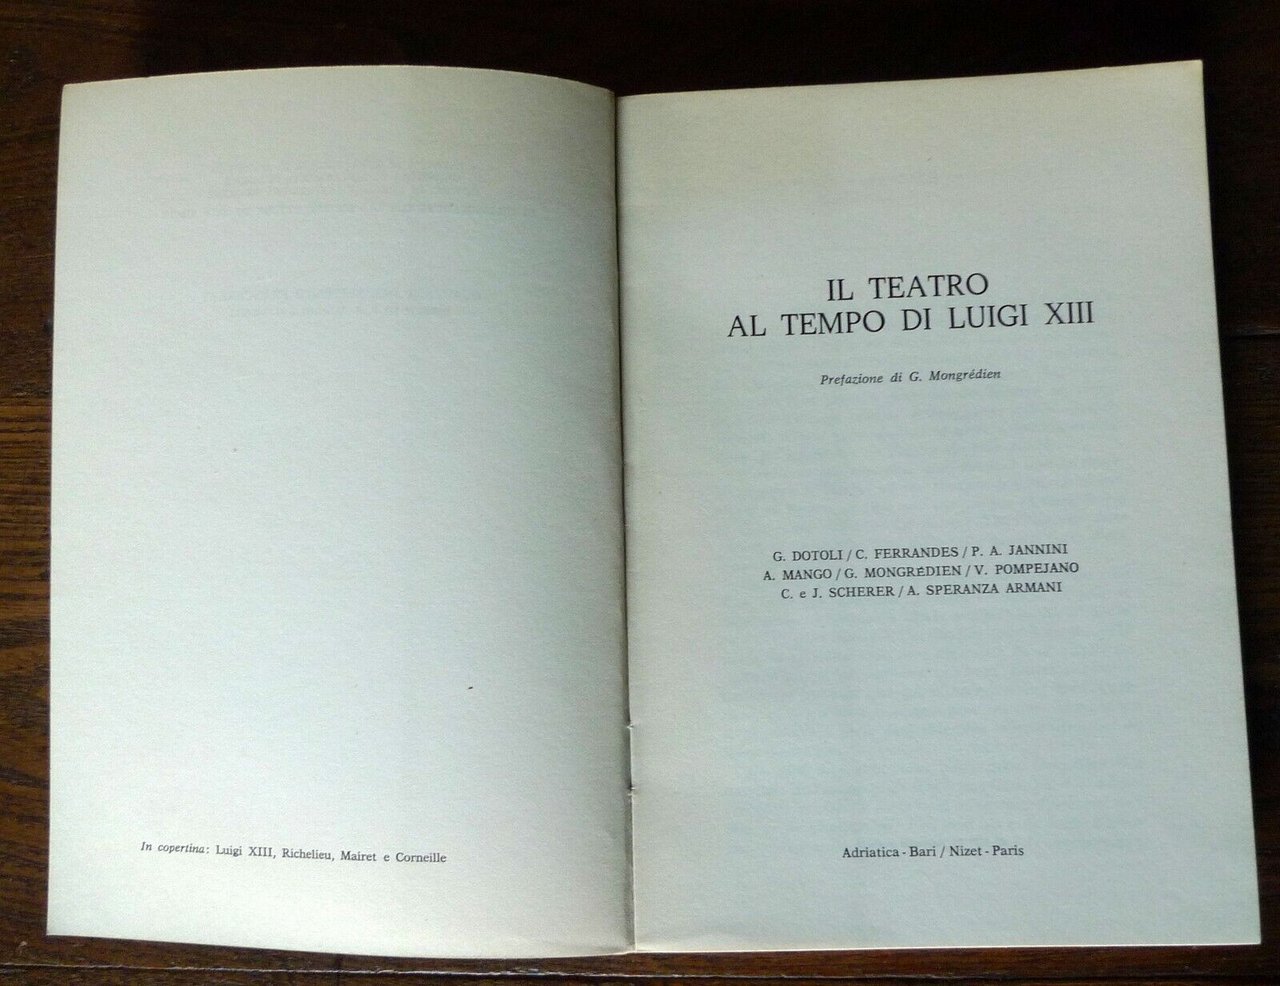 In copertina: Luigi XIII, Richelieu, Mairet e Corneille
IL TEATRO
AL TEMPO DI LUIGI XIII
Prefazione di G. Mongrédien
G. DOTOLI / C. FERRANDES / P. A. JANNINI
A. MANGO / G. MONGRÉDIEN / V. POMPEJANO
C. e J. SCHERER / A. SPERANZA ARMANI
Adriatica - Bari / Nizet - Paris